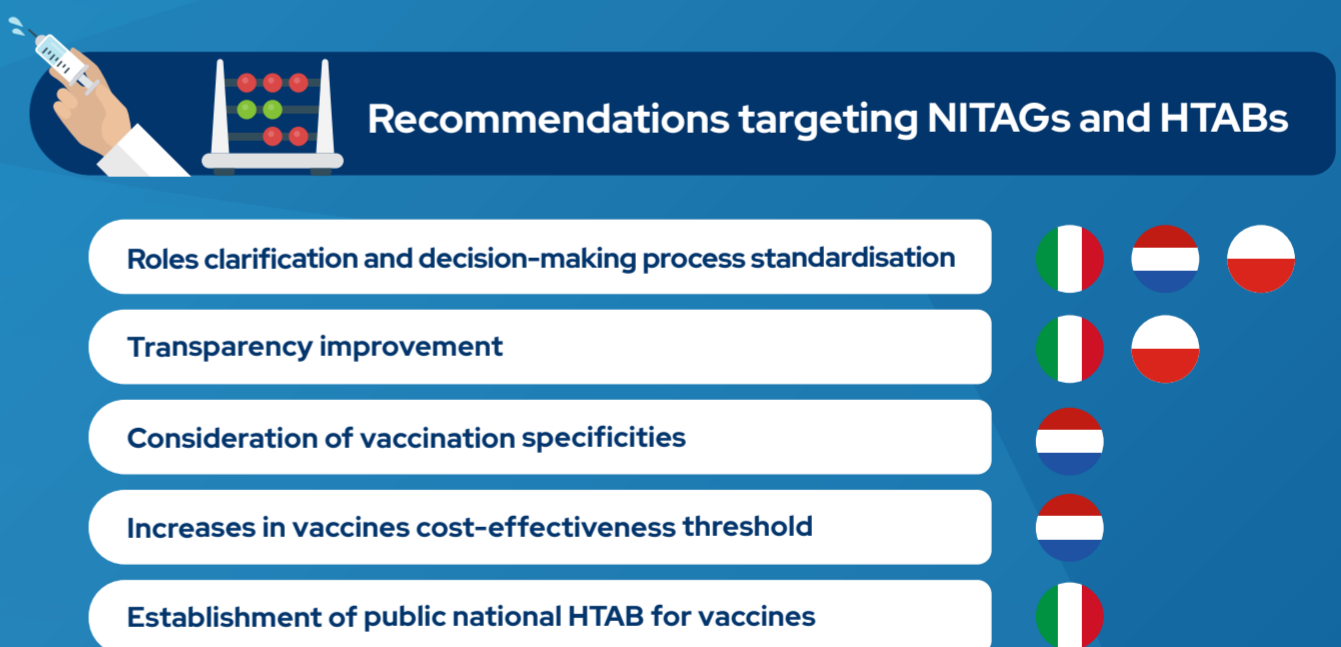 Recommendations targeting NITAGs and HTABs
Roles clarification and decision-making process standardisation
Transparency improvement
Consideration of vaccination specificities
Increases in vaccines cost-effectiveness threshold
Establishment of public national HTAB for vaccines